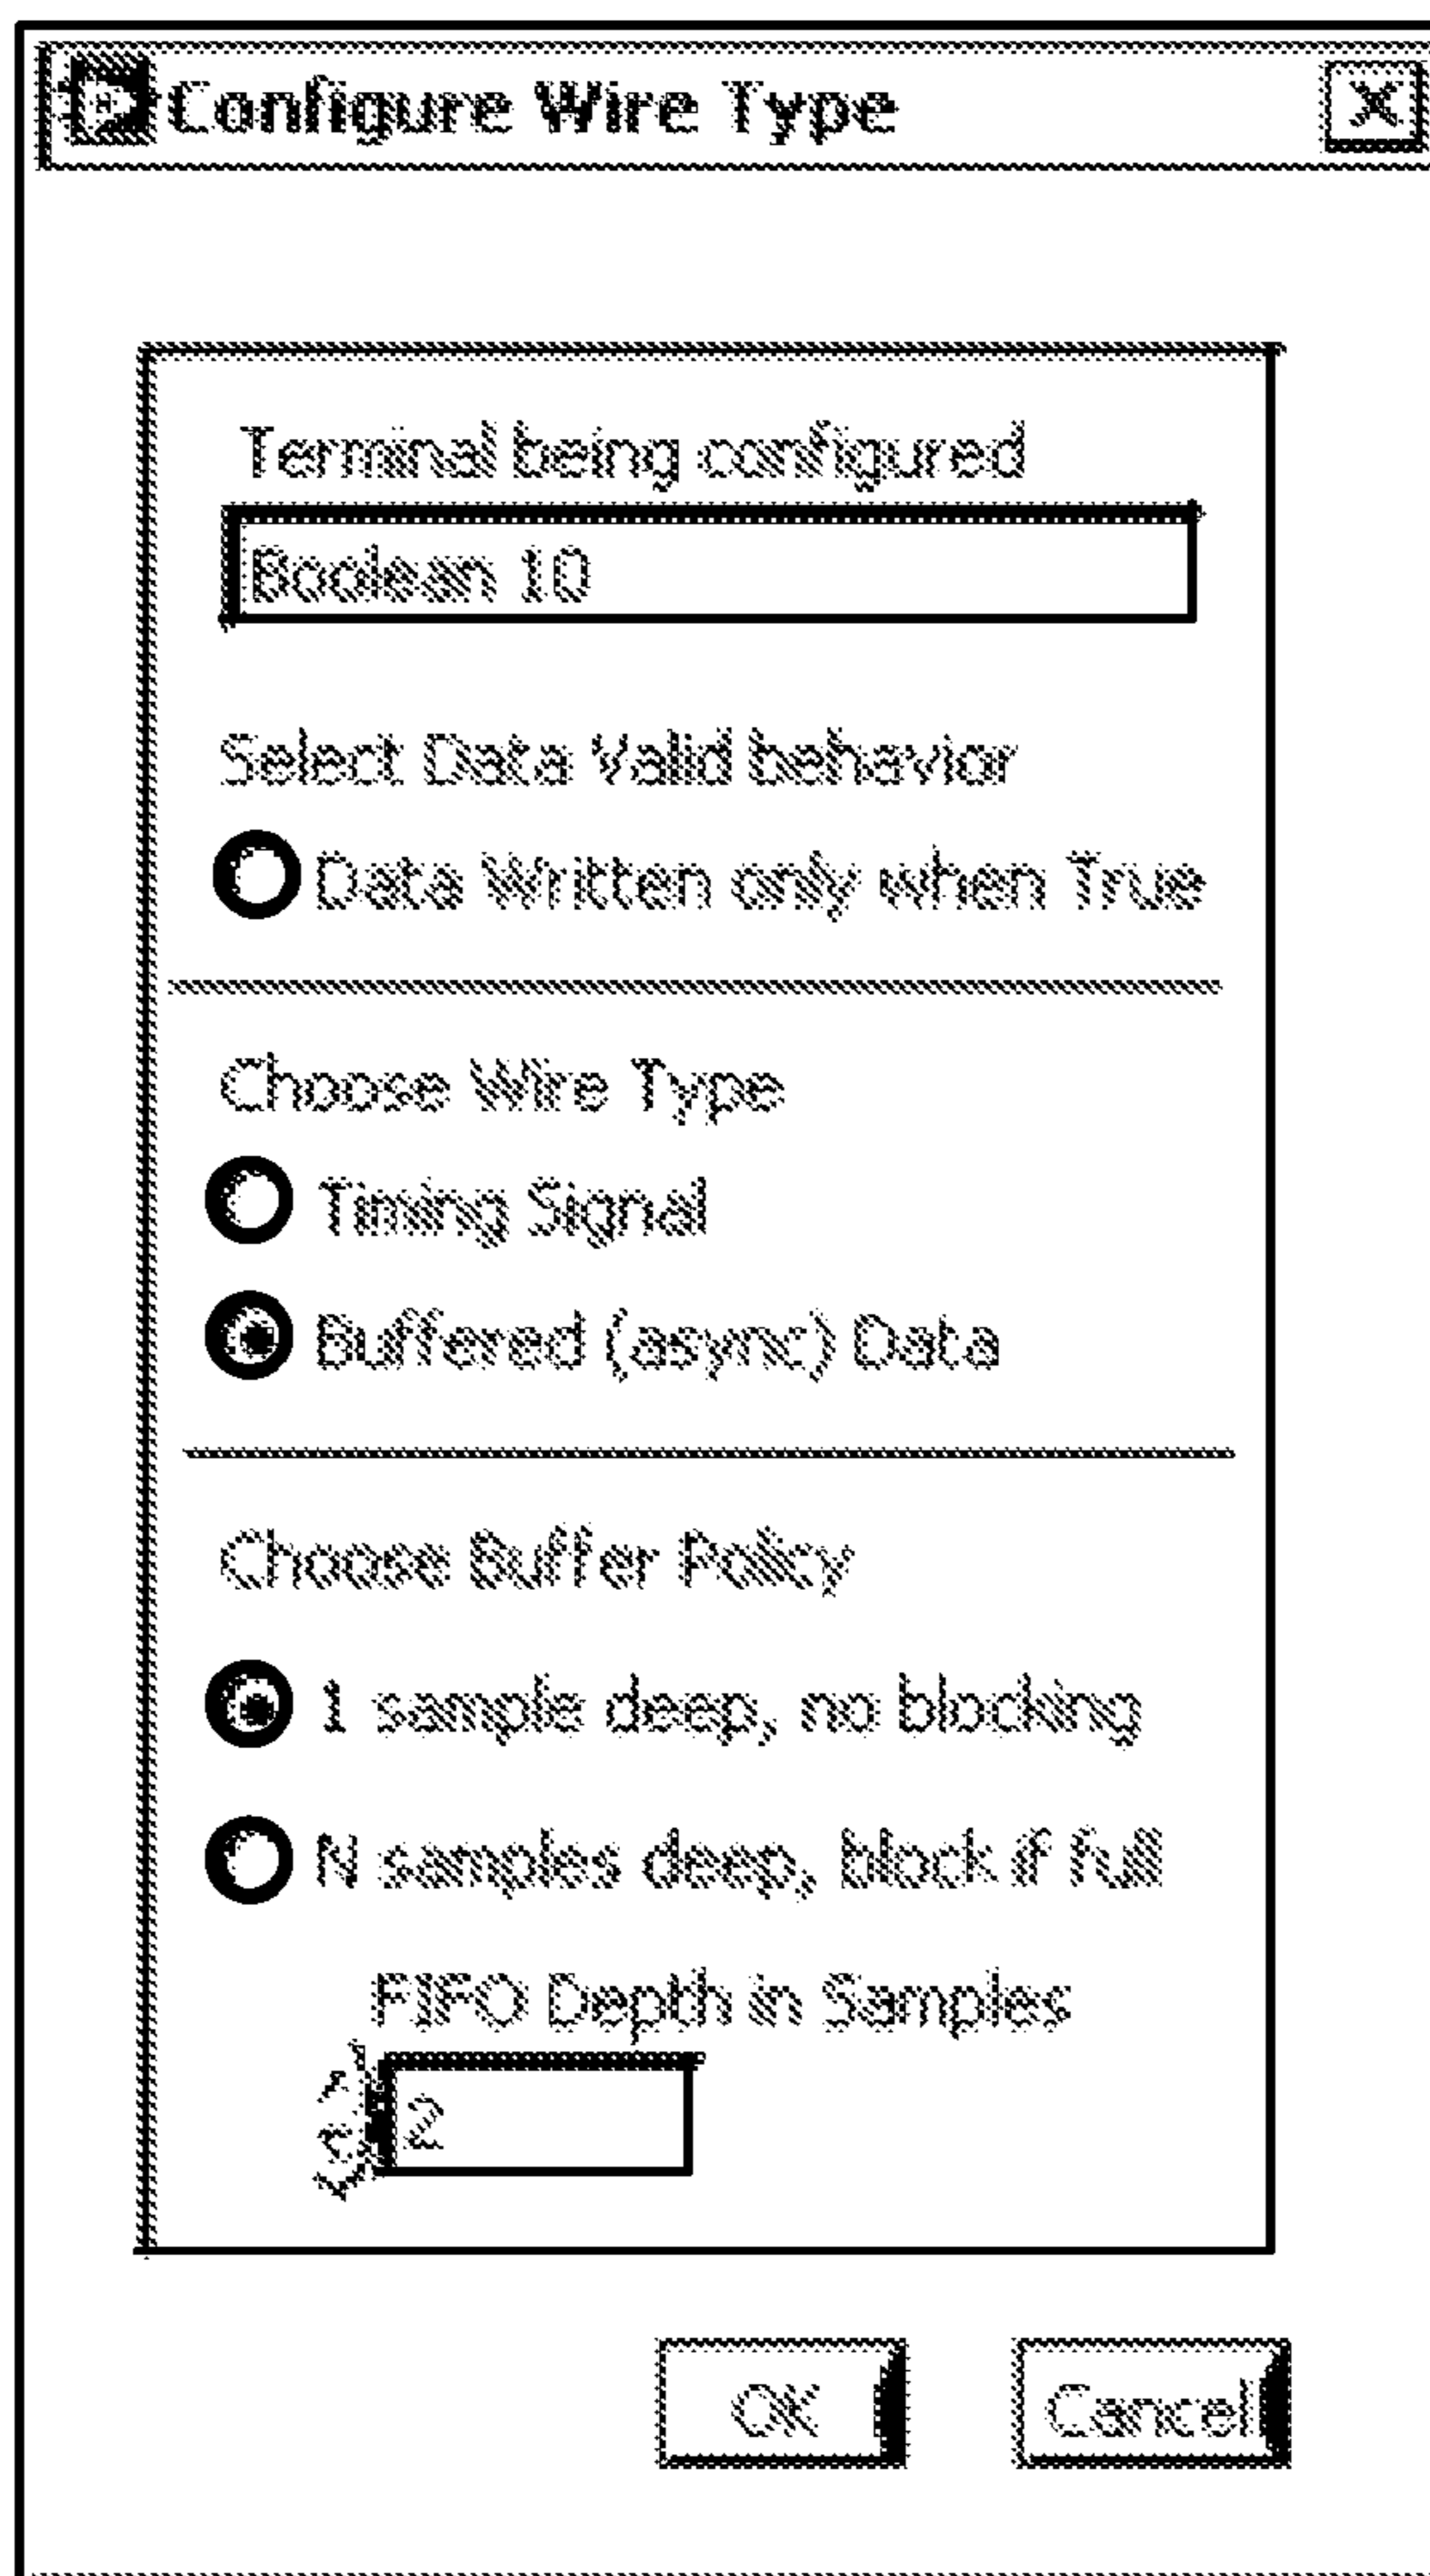 Configure Wire Type
Terminal being configured
Boolean 10
Select Data Valid behavior
Data Written only when True
Choose Wire Type
Timing Signal
Buffered (async) Data
Choose Buffer Policy
1 sample deep, no blocking
N samples deep, block if full
FIFO Depth in Samples
2
OK Cancel